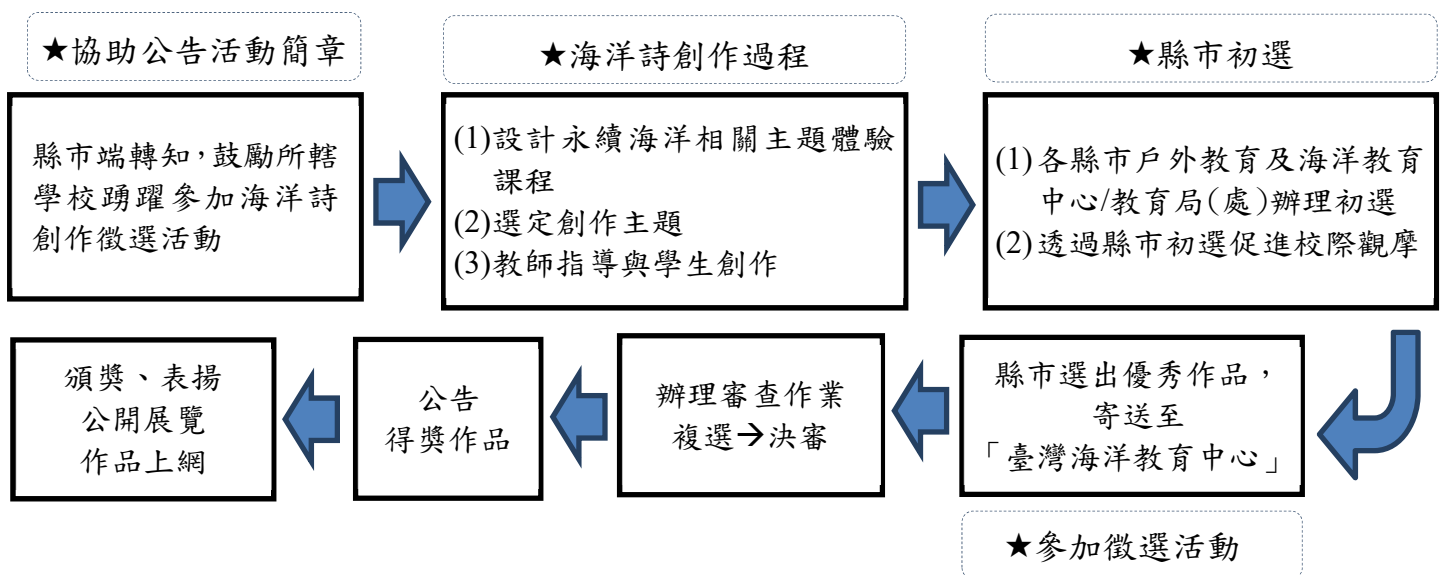 ★協助公告活動簡章
縣市端轉知，鼓勵所轄
學校踴躍參加海洋詩
創作徵選活動
★海洋詩創作過程
(1)設計永續海洋相關主題體驗
課程
(2)選定創作主題
(3)教師指導與學生創作
★縣市初選
(1)各縣市戶外教育及海洋教育
中心/教育局(處)辦理初選
(2)透過縣市初選促進校際觀摩
縣市選出優秀作品，
寄送至
「臺灣海洋教育中心」
★參加徵選活動
辦理審查作業
複選→決審
公告
得獎作品
頒獎、表揚
公開展覽
作品上網